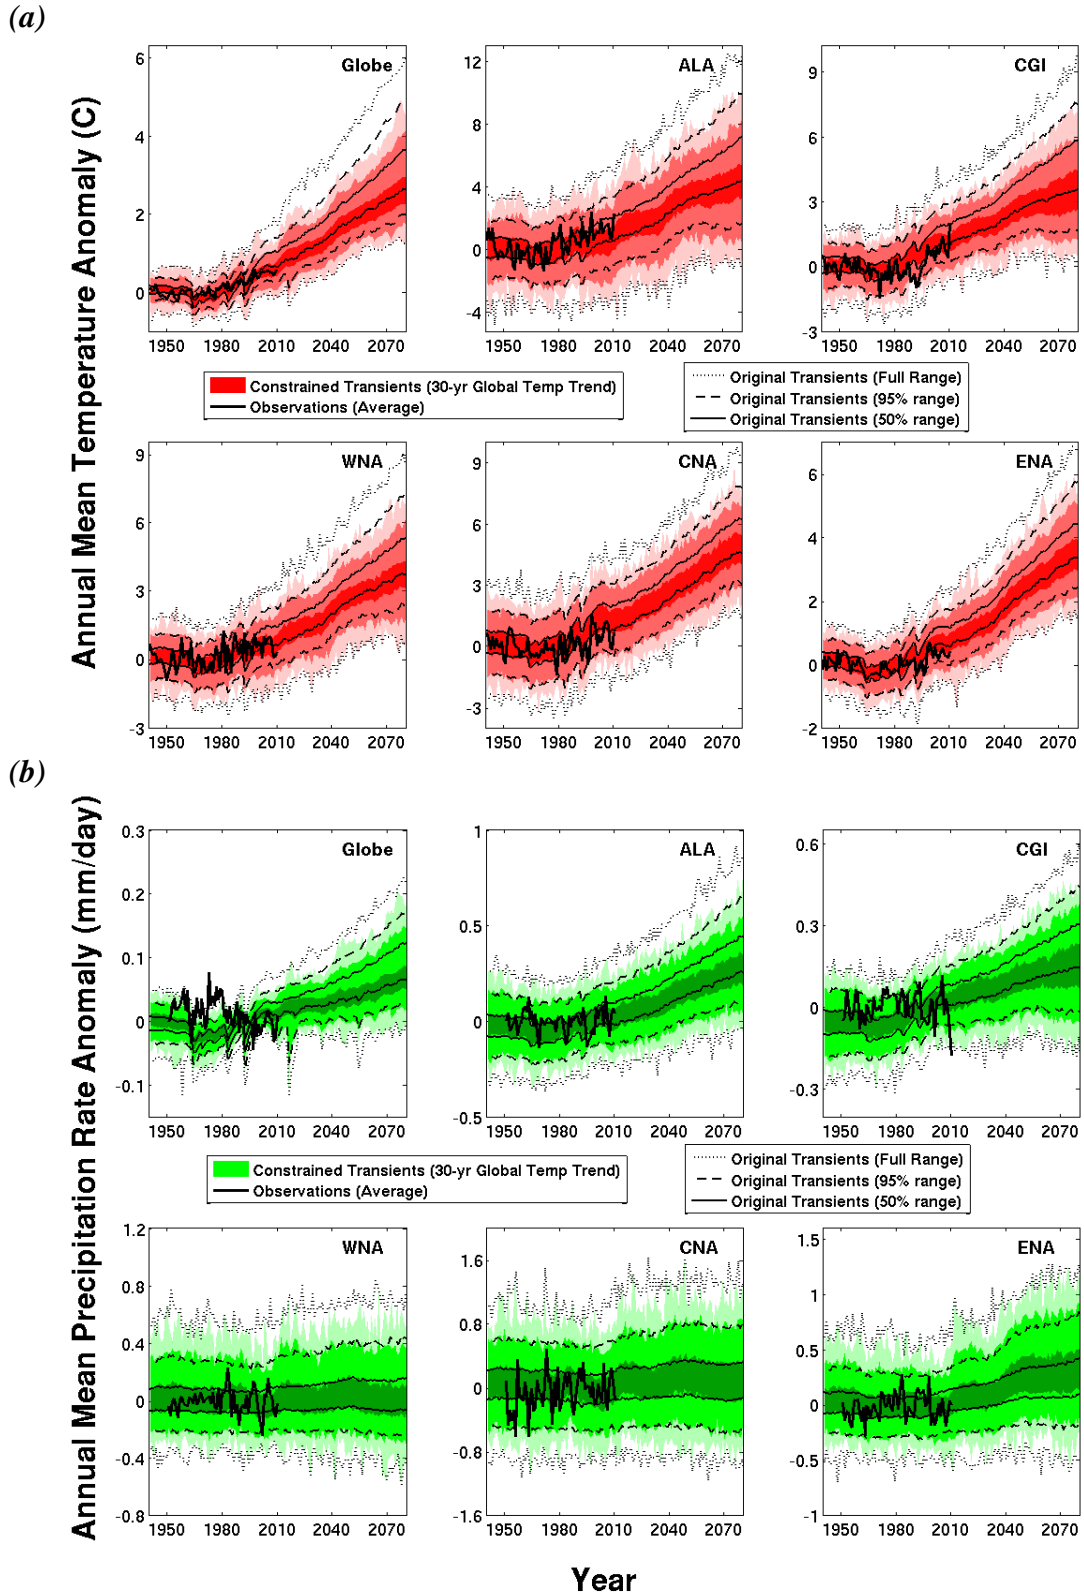 (a)
Annual Mean Temperature Anomaly (C)
Globe
6
4
2
0
1950 1980 2010 2040 2070
ALA
12
8
4
0
-4
1950 1980 2010 2040 2070
CGI
9
6
3
0
-3
1950 1980 2010 2040 2070
Constrained Transients (30-yr Global Temp Trend)
Observations (Average)
Original Transients (Full Range)
Original Transients (95% range)
Original Transients (50% range)
WNA
9
6
3
0
-3
1950 1980 2010 2040 2070
CNA
9
6
3
0
-3
1950 1980 2010 2040 2070
ENA
6
4
2
0
-2
1950 1980 2010 2040 2070
(b)
Annual Mean Precipitation Rate Anomaly (mm/day)
Globe
0.3
0.2
0.1
0
-0.1
1950 1980 2010 2040 2070
ALA
1
0.5
0
-0.5
1950 1980 2010 2040 2070
CGI
0.6
0.3
0
-0.3
1950 1980 2010 2040 2070
Constrained Transients (30-yr Global Temp Trend)
Observations (Average)
Original Transients (Full Range)
Original Transients (95% range)
Original Transients (50% range)
WNA
1.2
0.8
0.4
0
-0.4
-0.8
1950 1980 2010 2040 2070
CNA
1.6
0.8
0
-0.8
-1.6
1950 1980 2010 2040 2070
ENA
1.5
1
0.5
0
-0.5
-1
1950 1980 2010 2040 2070
Year